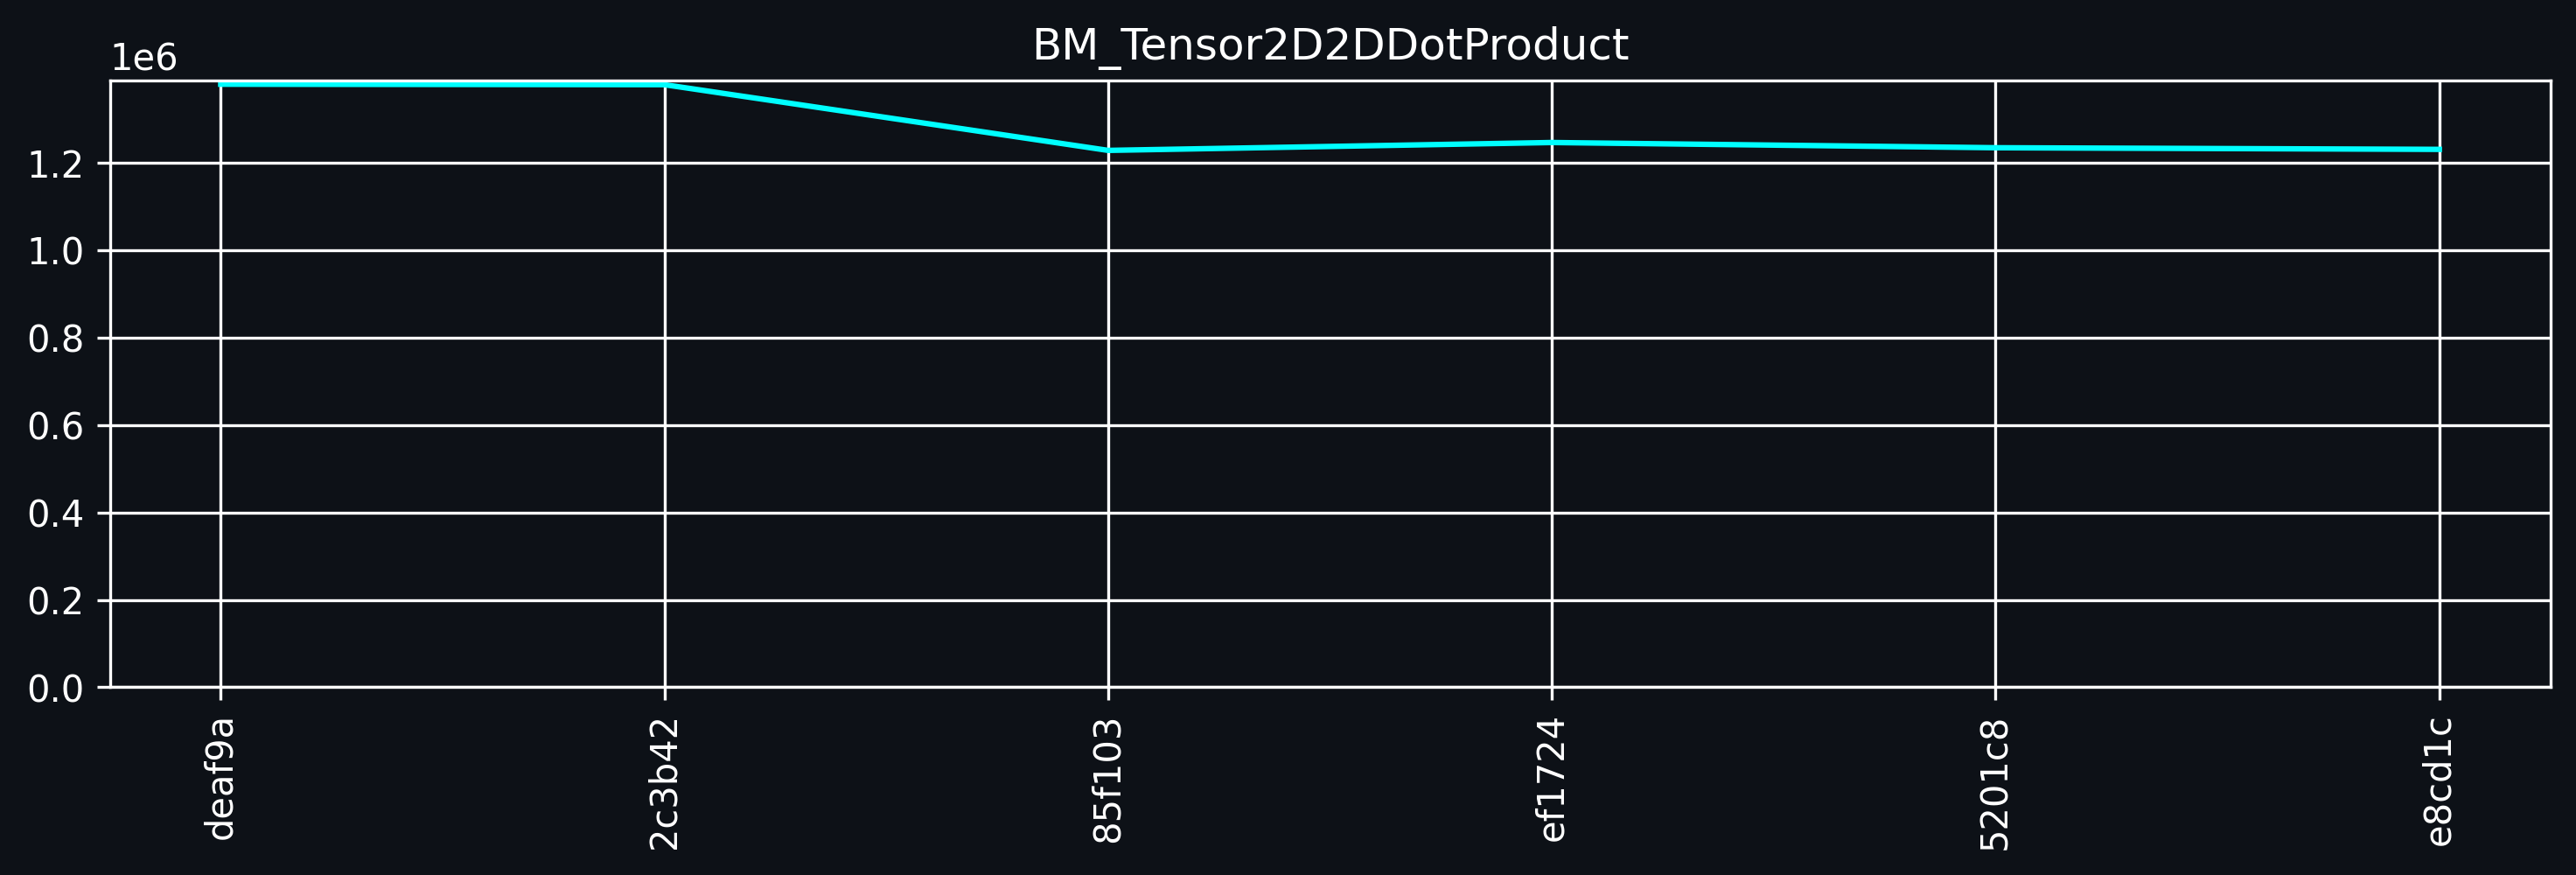 BM_Tensor2D2DDotProduct
1e6
1.2
1.0
0.8
0.6
0.4
0.2
0.0
deaf9a
2c3b42
85f103
ef1724
5201c8
e8cd1c